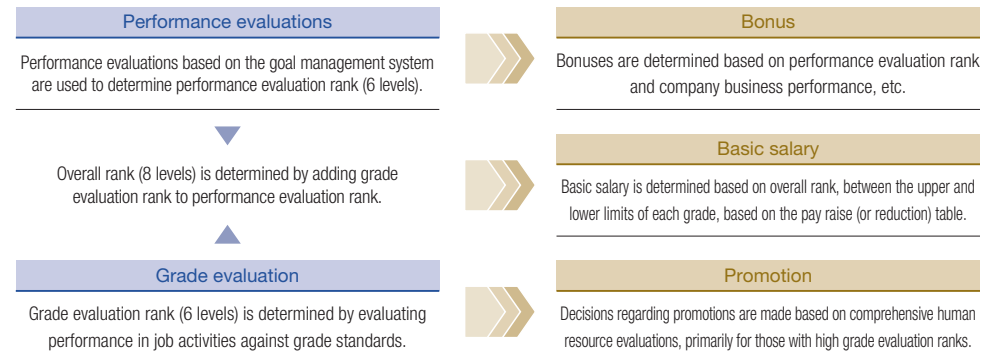 Performance evaluations
Performance evaluations based on the goal management system
are used to determine performance evaluation rank (6 levels).
Overall rank (8 levels) is determined by adding grade
evaluation rank to performance evaluation rank.
Grade evaluation
Grade evaluation rank (6 levels) is determined by evaluating
performance in job activities against grade standards.
Bonus
Bonuses are determined based on performance evaluation rank
and company business performance, etc.
Basic salary
Basic salary is determined based on overall rank, between the upper and
lower limits of each grade, based on the pay raise (or reduction) table.
Promotion
Decisions regarding promotions are made based on comprehensive human
resource evaluations, primarily for those with high grade evaluation ranks.